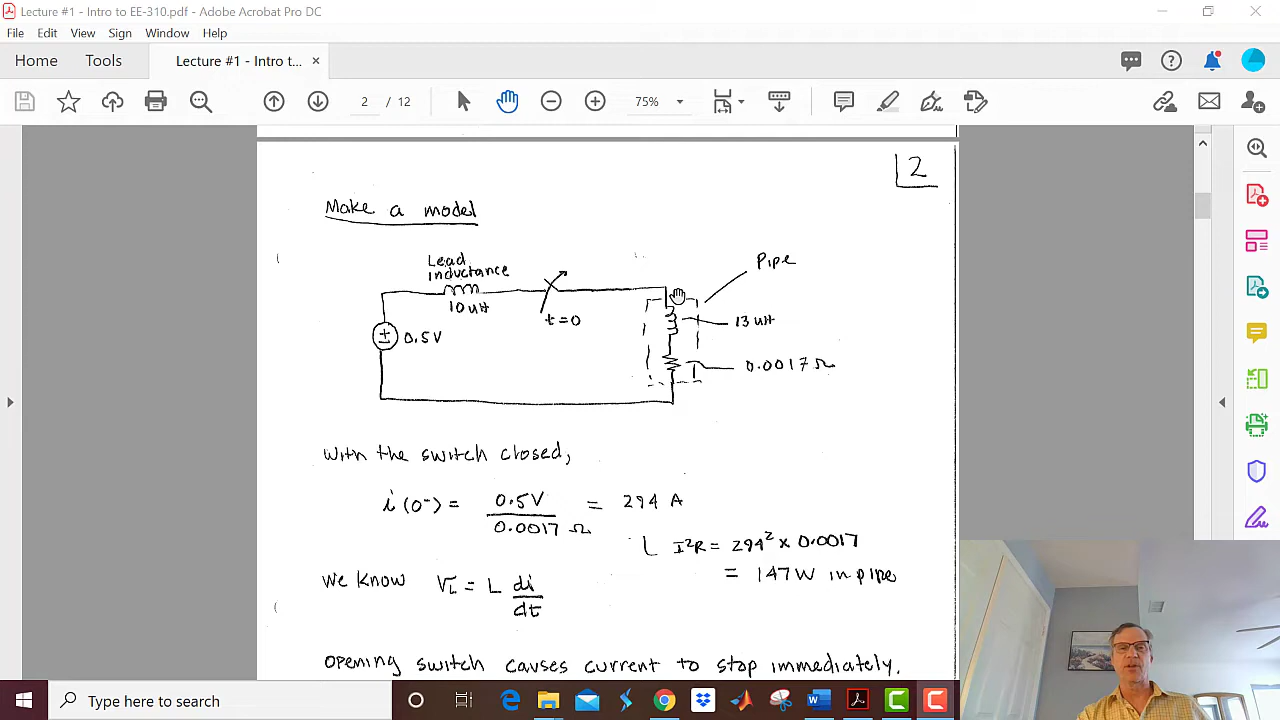 Lecture #1 - Intro to EE-310.pdf - Adobe Acrobat Pro DC
File Edit View Sign Window Help
Home Tools Lecture #1 - Intro t... ×
2 / 12 75%
2
Make a model
Lead
inductance
10 uH
t=0
Pipe
13 uH
± 0.5V
0.0017 Ω
with the switch closed,
i(0⁻) = 0.5V / 0.0017 Ω = 294 A
I²R = 294² x 0.0017
= 147W in pipe
We know V_L = L di/dt
opening switch causes current to stop immediately.
Type here to search